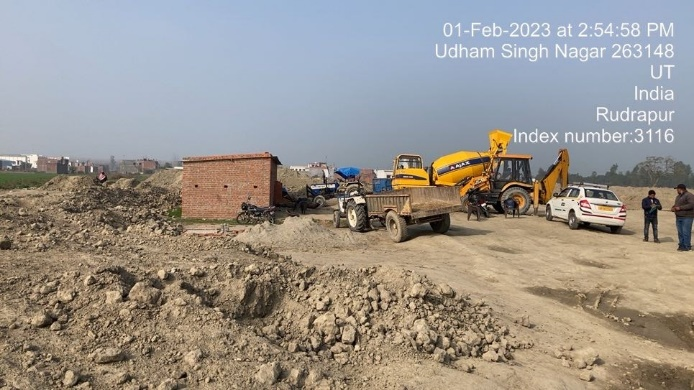 01-Feb-2023 at 2:54:58 PM
Udham Singh Nagar 263148
UT
India
Rudrapur
Index number:3116
AJAX